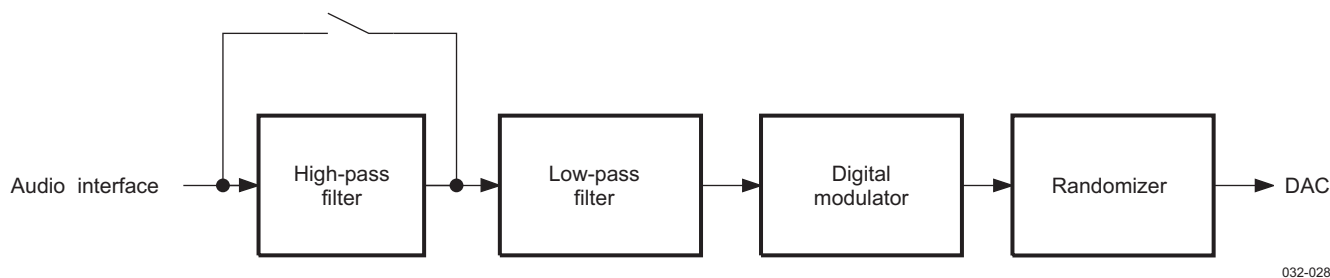 Audio interface
High-pass
filter
Low-pass
filter
Digital
modulator
Randomizer
DAC
032-028